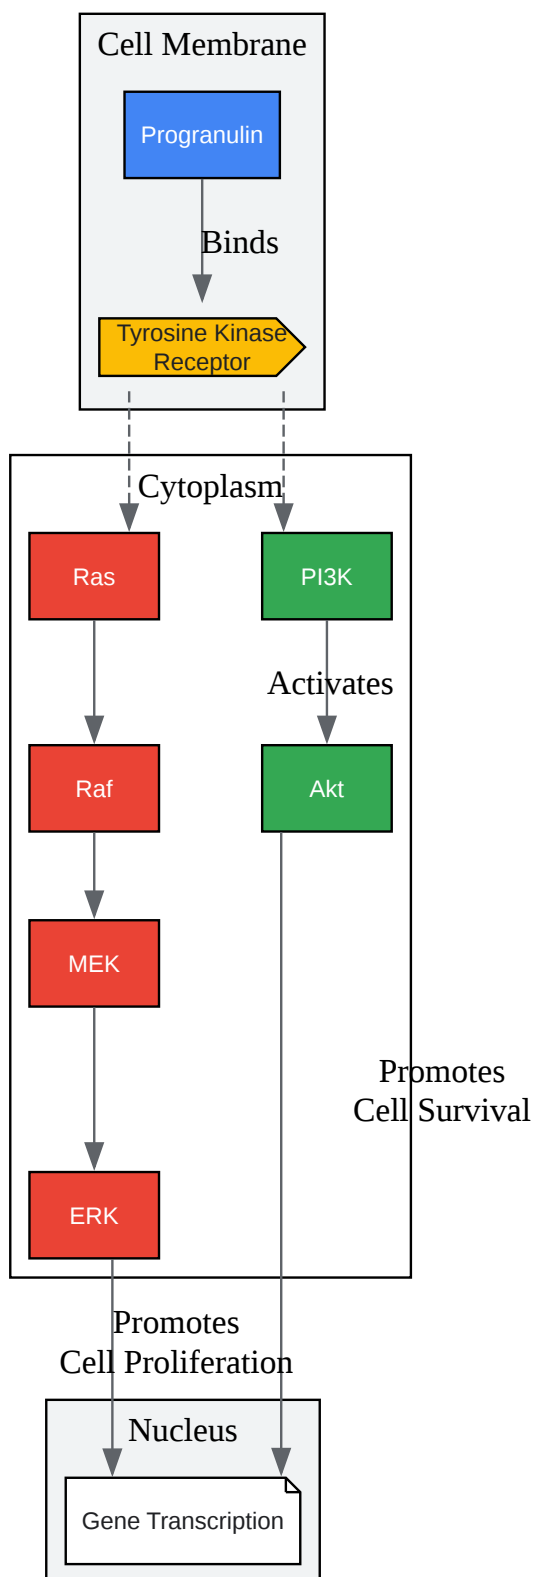 Cell Membrane
Progranulin
Binds
Tyrosine Kinase
Receptor
Cytoplasm
Ras
PI3K
Activates
Raf
Akt
MEK
Promotes
Cell Survival
ERK
Promotes
Cell Proliferation
Nucleus
Gene Transcription